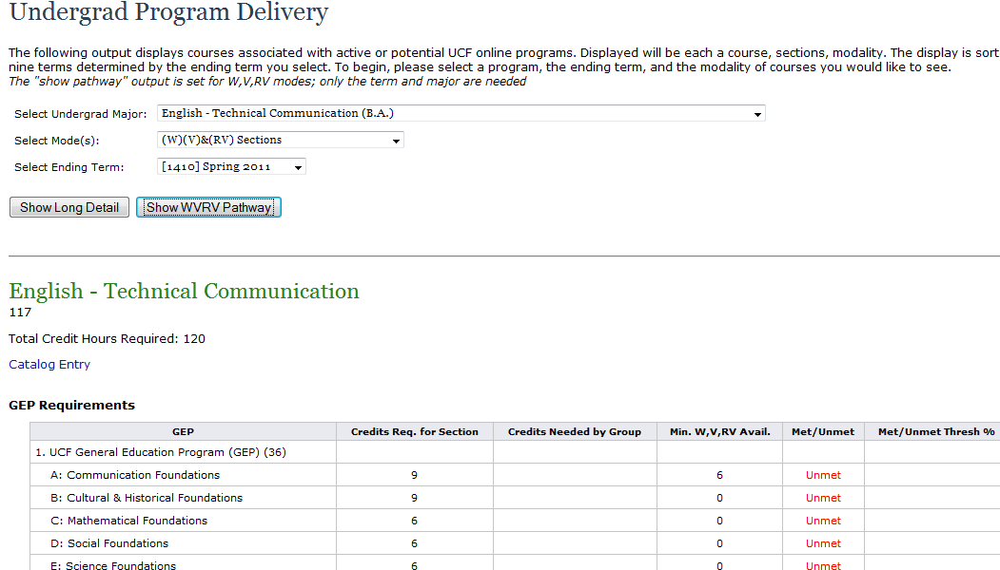 Undergrad Program Delivery
The following output displays courses associated with active or potential UCF online programs. Displayed will be each a course, sections, modality. The display is sort
nine terms determined by the ending term you select. To begin, please select a program, the ending term, and the modality of courses you would like to see.
The "show pathway" output is set for W,V,RV modes; only the term and major are needed
Select Undergrad Major: English - Technical Communication (B.A.)
Select Mode(s): (W)(V)&(RV) Sections
Select Ending Term: [1410] Spring 2011
Show Long Detail Show WVRV Pathway
English - Technical Communication
117
Total Credit Hours Required: 120
Catalog Entry
GEP Requirements
GEP Credits Req. for Section Credits Needed by Group Min. W,V,RV Avail. Met/Unmet Met/Unmet Thresh %
1. UCF General Education Program (GEP) (36)
A: Communication Foundations 9 6 Unmet
B: Cultural & Historical Foundations 9 0 Unmet
C: Mathematical Foundations 6 0 Unmet
D: Social Foundations 6 0 Unmet
E: Science Foundations 6 0 Unmet